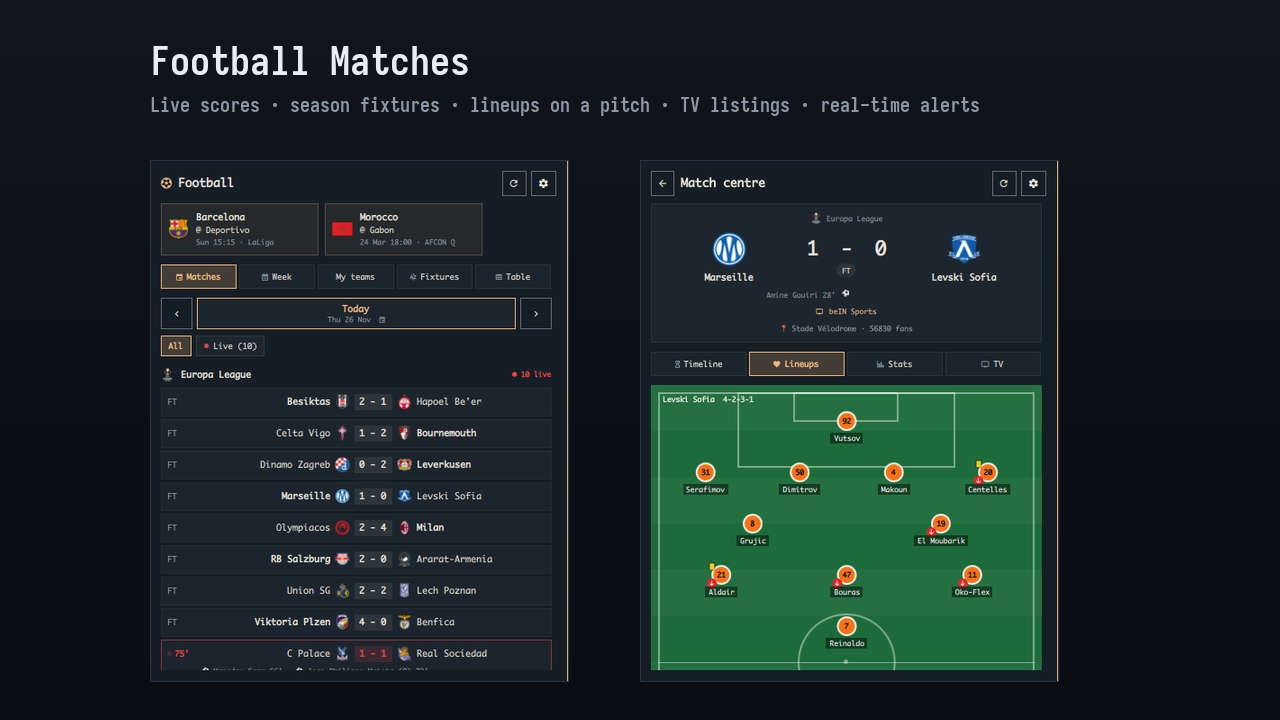 Football Matches
Live scores · season fixtures · lineups on a pitch · TV listings · real-time alerts
Football
Barcelona
@ Deportivo
Sun 15:15 · LaLiga
Morocco
@ Gabon
24 Mar 18:00 · AFCON Q
Matches
Week
My teams
Fixtures
Table
Today
Thu 26 Nov
All
Live (10)
Europa League
10 live
FT Besiktas 2 - 1 Hapoel Be'er
FT Celta Vigo 1 - 2 Bournemouth
FT Dinamo Zagreb 0 - 2 Leverkusen
FT Marseille 1 - 0 Levski Sofia
FT Olympiacos 2 - 4 Milan
FT RB Salzburg 2 - 0 Ararat-Armenia
FT Union SG 2 - 2 Lech Poznan
FT Viktoria Plzen 4 - 0 Benfica
75' C Palace 1 - 1 Real Sociedad
Match centre
Europa League
1 - 0
FT
Marseille
Levski Sofia
Amine Gouiri 28'
beIN Sports
Stade Vélodrome · 56830 fans
Timeline
Lineups
Stats
TV
Levski Sofia 4-2-3-1
92
Vutsov
31
Serafimov
50
Dimitrov
4
Makoun
20
Centelles
8
Grujic
19
El Moubarik
21
Aldair
47
Bouras
11
Oko-Flex
7
Reinaldo